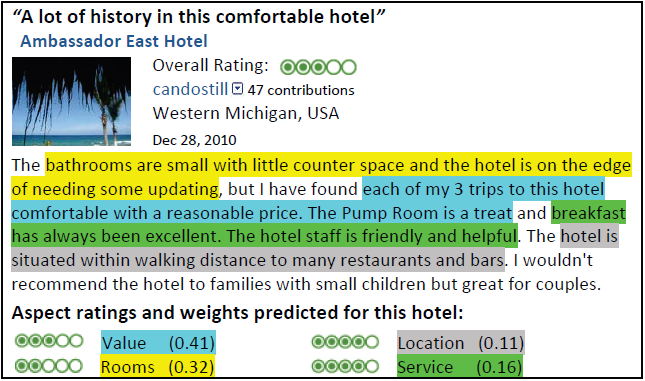 “A lot of history in this comfortable hotel”
Ambassador East Hotel
Overall Rating:
candostill 47 contributions
Western Michigan, USA
Dec 28, 2010
The bathrooms are small with little counter space and the hotel is on the edge
of needing some updating, but I have found each of my 3 trips to this hotel
comfortable with a reasonable price. The Pump Room is a treat and breakfast
has always been excellent. The hotel staff is friendly and helpful. The hotel is
situated within walking distance to many restaurants and bars. I wouldn't
recommend the hotel to families with small children but great for couples.
Aspect ratings and weights predicted for this hotel:
Value (0.41) Location (0.11)
Rooms (0.32) Service (0.16)